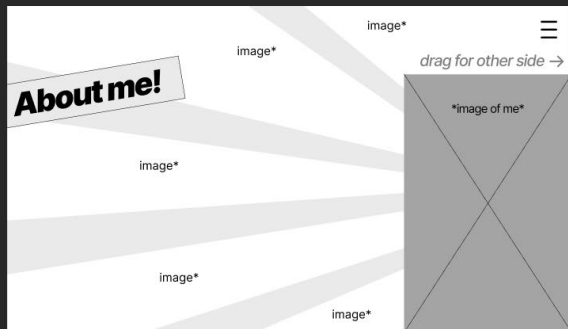 image*
image*
drag for other side →
About me!
*image of me*
image*
image*
image*